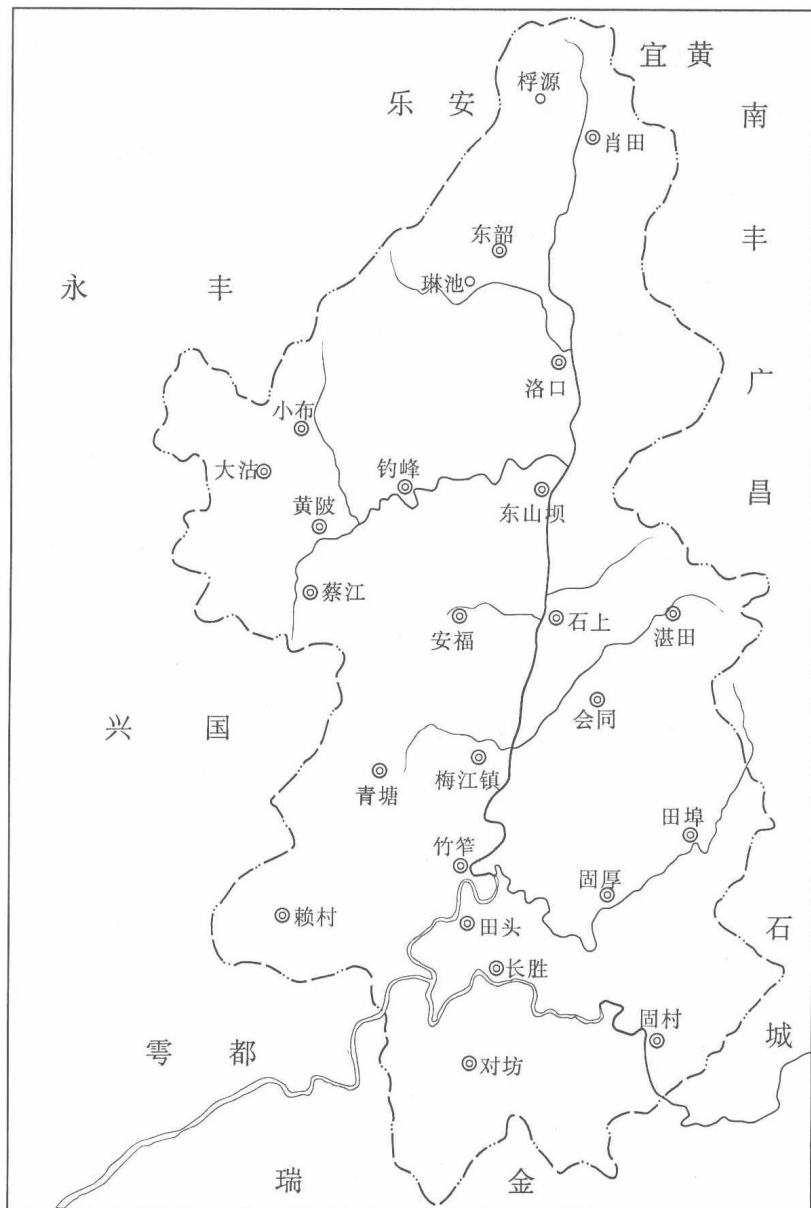 宜黄
桴源
乐安
南丰
肖田
东韶
永丰
琳池
洛口
广昌
小布
大沽
钓峰
黄陂
东山坝
蔡江
安福
石上
湛田
会同
兴国
梅江镇
青塘
田埠
竹笮
固厚
赖村
田头
石城
长胜
固村
雩都
对坊
瑞金